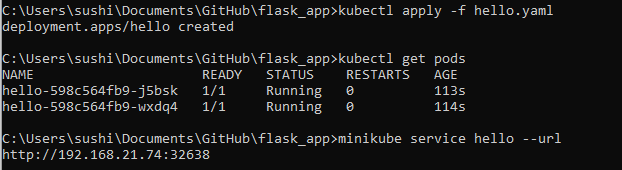 C:\Users\sushi\Documents\GitHub\flask_app>kubectl apply -f hello.yaml
deployment.apps/hello created
C:\Users\sushi\Documents\GitHub\flask_app>kubectl get pods
NAME READY STATUS RESTARTS AGE
hello-598c564fb9-j5bsk 1/1 Running 0 113s
hello-598c564fb9-wxdq4 1/1 Running 0 114s
C:\Users\sushi\Documents\GitHub\flask_app>minikube service hello --url
http://192.168.21.74:32638